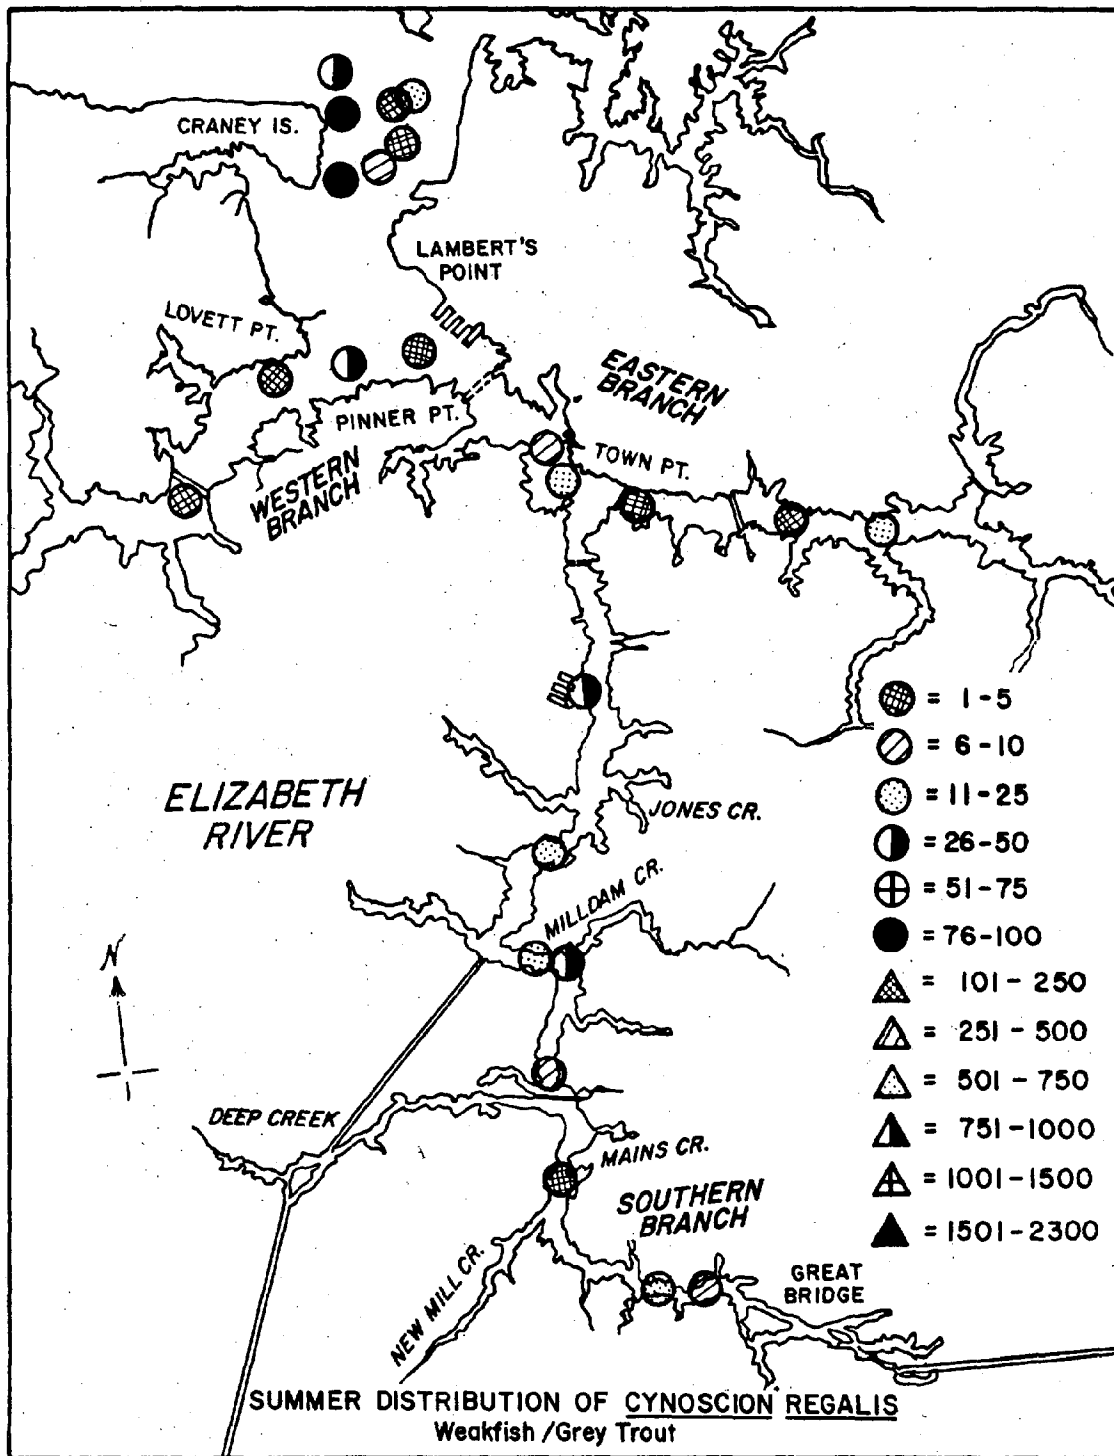 CRANEY IS.
LAMBERT'S
POINT
LOVETT PT.
EASTERN
BRANCH
PINNER PT.
TOWN PT.
WESTERN
BRANCH
= 1-5
= 6-10
= 11-25
= 26-50
= 51-75
= 76-100
= 101-250
= 251-500
= 501-750
= 751-1000
= 1001-1500
= 1501-2300
ELIZABETH
RIVER
JONES CR.
MILLDAM CR.
N
DEEP CREEK
MAINS CR.
SOUTHERN
BRANCH
NEW MILL CR.
GREAT
BRIDGE
SUMMER DISTRIBUTION OF CYNOSCION REGALIS
Weakfish /Grey Trout